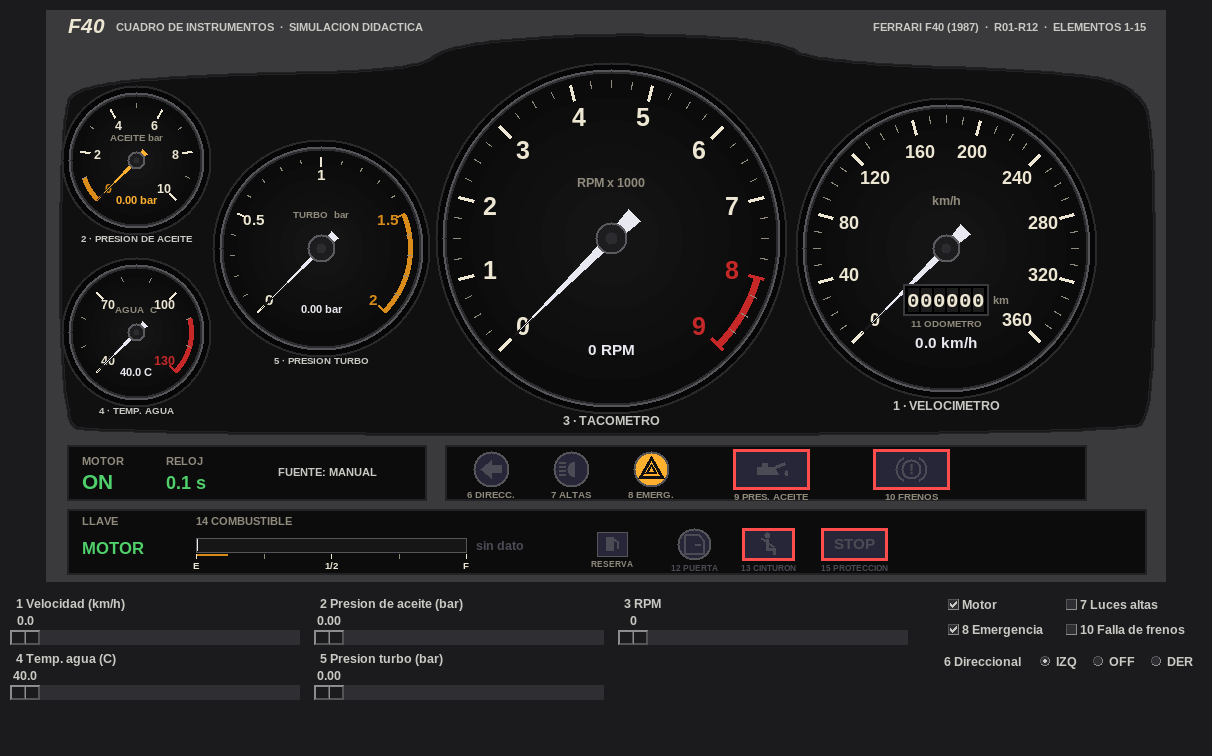 F40 CUADRO DE INSTRUMENTOS · SIMULACION DIDACTICA
FERRARI F40 (1987) · R01-R12 · ELEMENTOS 1-15
0 2 4 6 8 10
ACEITE bar
0.00 bar
2 · PRESION DE ACEITE
40 70 100 130
AGUA C
40.0 C
4 · TEMP. AGUA
0 0.5 1 1.5 2
TURBO bar
0.00 bar
5 · PRESION TURBO
0 1 2 3 4 5 6 7 8 9
RPM x 1000
0 RPM
3 · TACOMETRO
0 40 80 120 160 200 240 280 320 360
km/h
000000 km
11 ODOMETRO
0.0 km/h
1 · VELOCIMETRO
MOTOR
ON
RELOJ
0.1 s
FUENTE: MANUAL
6 DIRECC.
7 ALTAS
8 EMERG.
9 PRES. ACEITE
10 FRENOS
LLAVE
MOTOR
14 COMBUSTIBLE
sin dato
E 1/2 F
RESERVA
12 PUERTA
13 CINTURON
STOP
15 PROTECCION
1 Velocidad (km/h)
0.0
2 Presion de aceite (bar)
0.00
3 RPM
0
4 Temp. agua (C)
40.0
5 Presion turbo (bar)
0.00
Motor
7 Luces altas
8 Emergencia
10 Falla de frenos
6 Direccional IZQ OFF DER